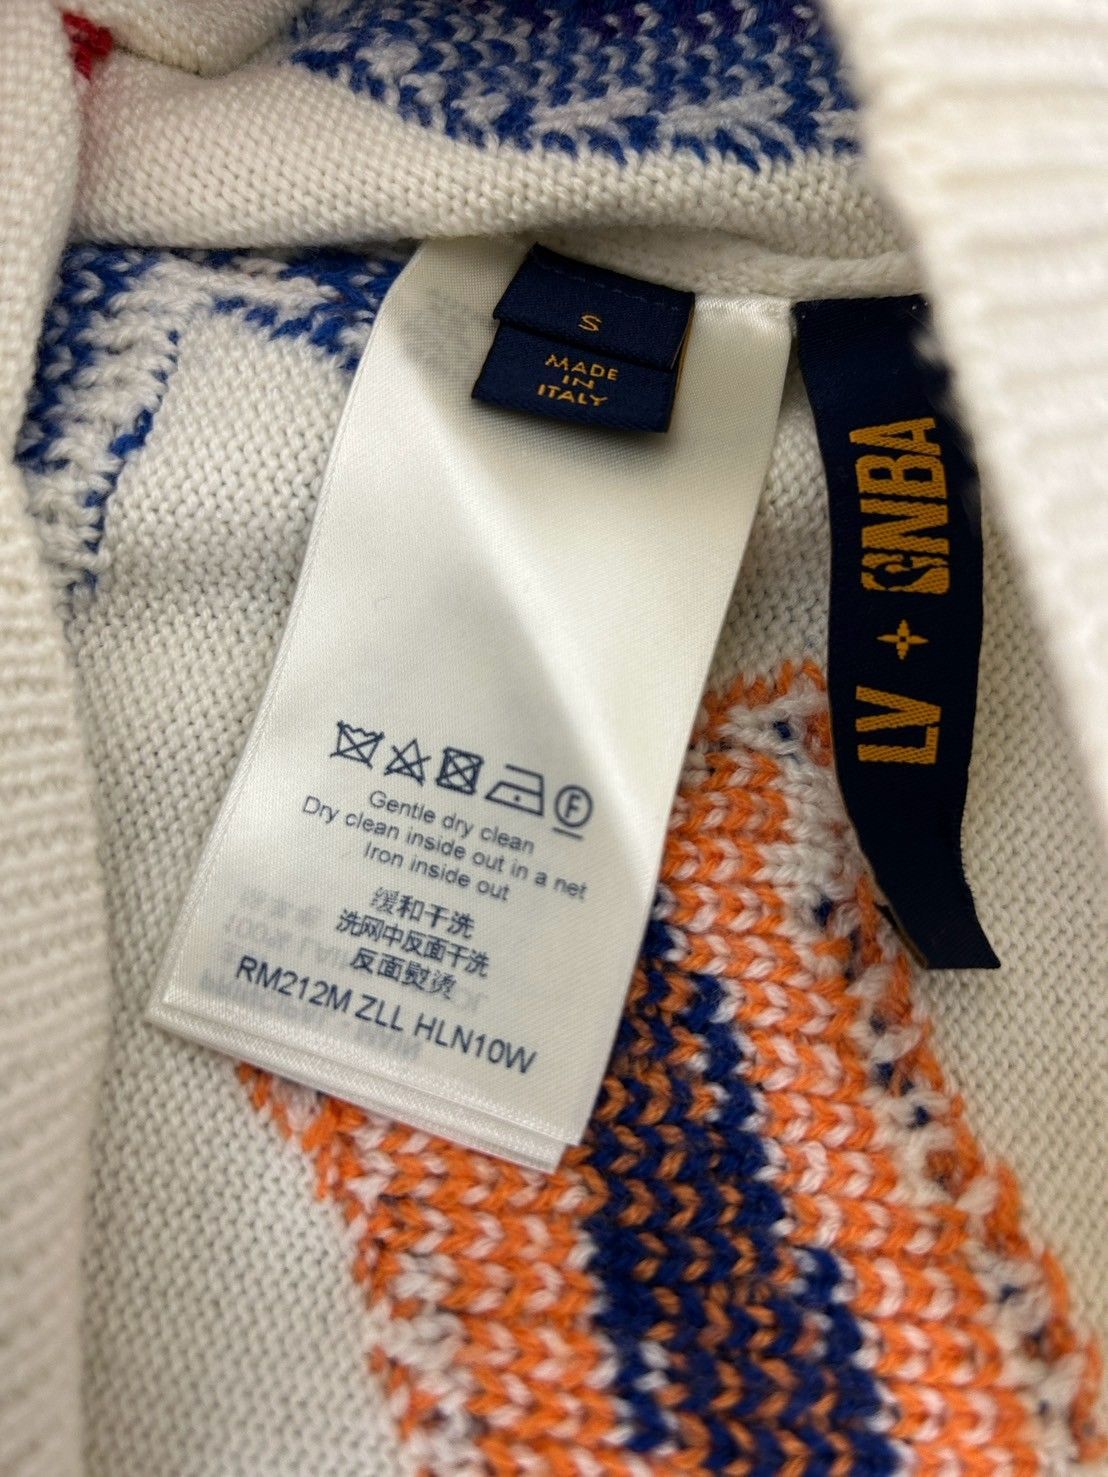 S
MADE
IN
ITALY
LV + NBA
F
Gentle dry clean
Dry clean inside out in a net
Iron inside out
缓和干洗
洗网中反面干洗
反面熨烫
RM212M ZLL HLN10W